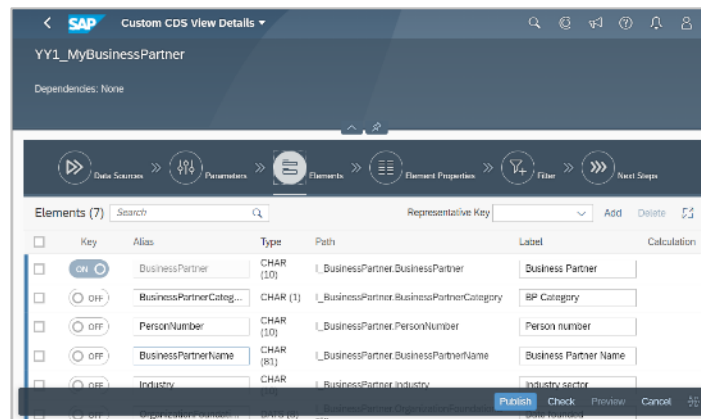 SAP Custom CDS View Details
YY1_MyBusinessPartner
Dependencies: None
Data Sources Parameters Elements Element Properties Filter Next Steps
Elements (7) Search Representative Key Add Delete
Key Alias Type Path Label Calculation
ON BusinessPartner CHAR (10) I_BusinessPartner.BusinessPartner Business Partner
OFF BusinessPartnerCateg... CHAR (1) I_BusinessPartner.BusinessPartnerCategory BP Category
OFF PersonNumber CHAR (10) I_BusinessPartner.PersonNumber Person number
OFF BusinessPartnerName CHAR (81) I_BusinessPartner.BusinessPartnerName Business Partner Name
OFF Industry CHAR I_BusinessPartner.Industry Industry sector
Publish Check Preview Cancel
OFF